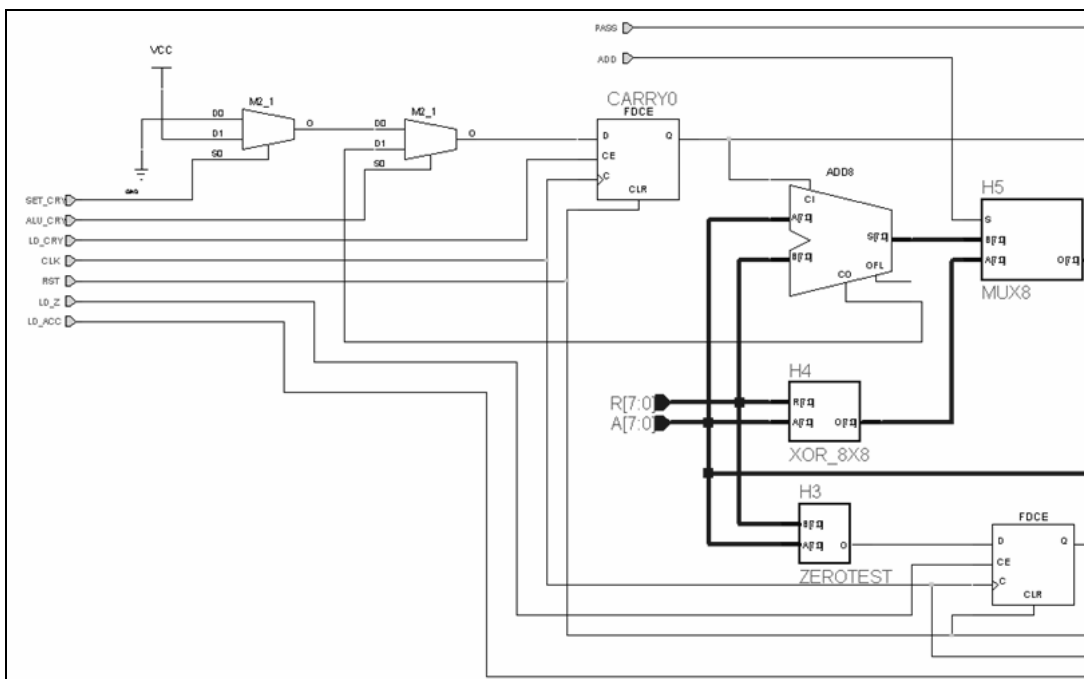 PASS
ADD
VCC
M2_1
D0
D1
S0
O
M2_1
D0
D1
S0
O
CARRY0
FDCE
D
Q
CE
C
CLR
ADD8
CI
A[7:0]
B[7:0]
S[7:0]
CO
OFL
H5
S
B[7:0]
A[7:0]
O[7:0]
MUX8
GND
SET_CRY
ALU_CRY
LD_CRY
CLK
RST
LD_Z
LD_ACC
R[7:0]
A[7:0]
H4
R[7:0]
A[7:0]
O[7:0]
XOR_8X8
H3
B[7:0]
A[7:0]
O
ZEROTEST
FDCE
D
Q
CE
C
CLR